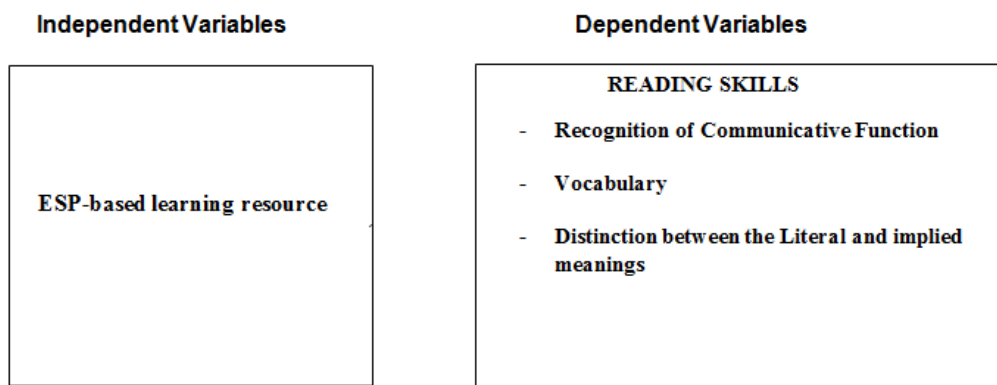 Independent Variables
Dependent Variables
ESP-based learning resource
READING SKILLS
- Recognition of Communicative Function
- Vocabulary
- Distinction between the Literal and implied
meanings